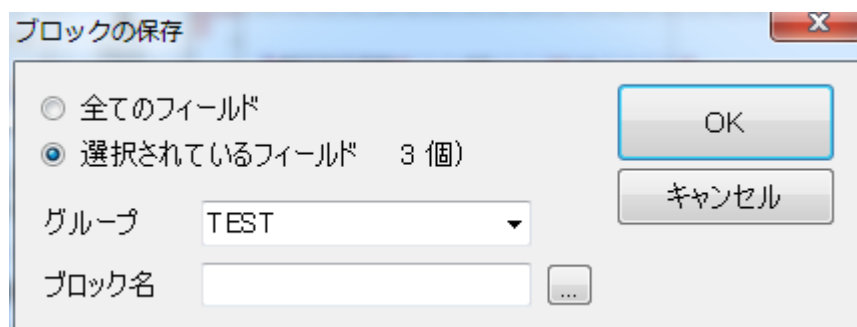 ブロックの保存
全てのフィールド
OK
選択されているフィールド 3 個)
キャンセル
グループ TEST
ブロック名 ...